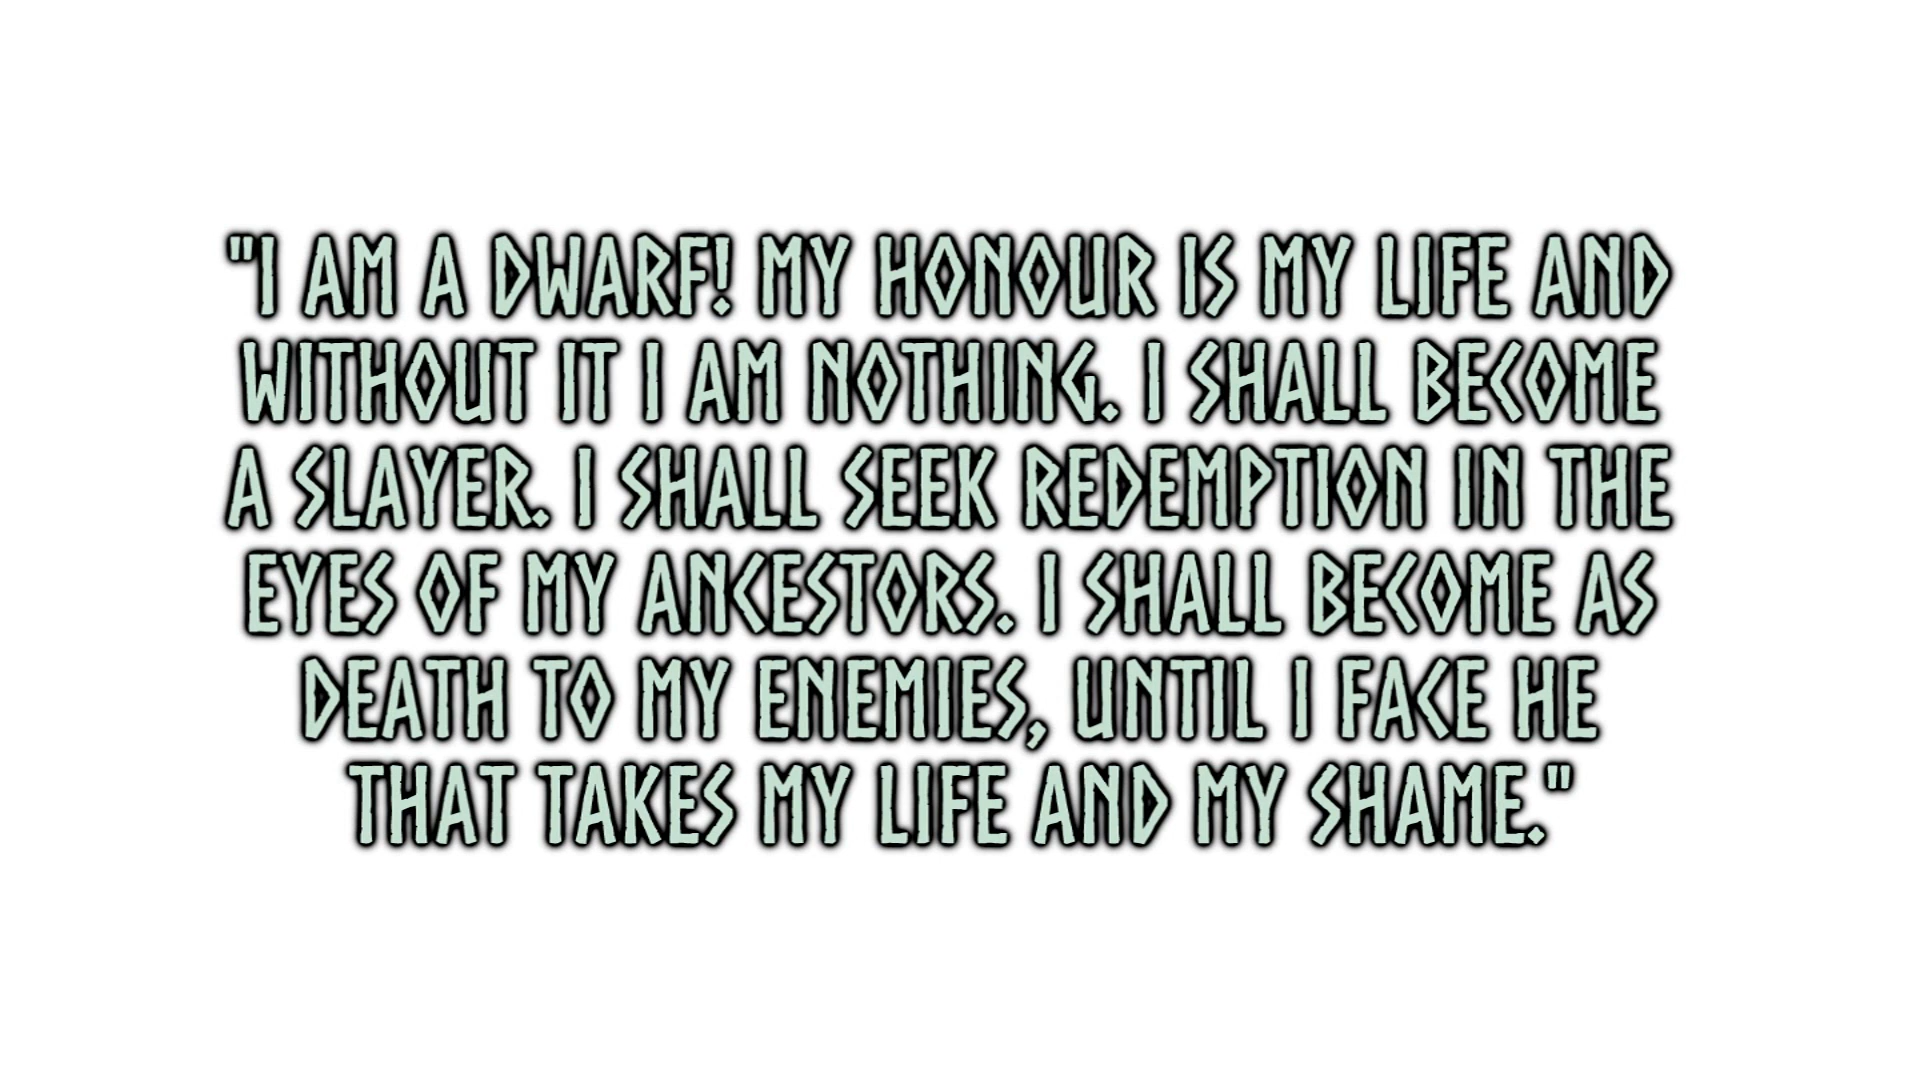 "I AM A DWARF! MY HONOUR IS MY LIFE AND
WITHOUT IT I AM NOTHING. I SHALL BECOME
A SLAYER. I SHALL SEEK REDEMPTION IN THE
EYES OF MY ANCESTORS. I SHALL BECOME AS
DEATH TO MY ENEMIES, UNTIL I FACE HE
THAT TAKES MY LIFE AND MY SHAME."